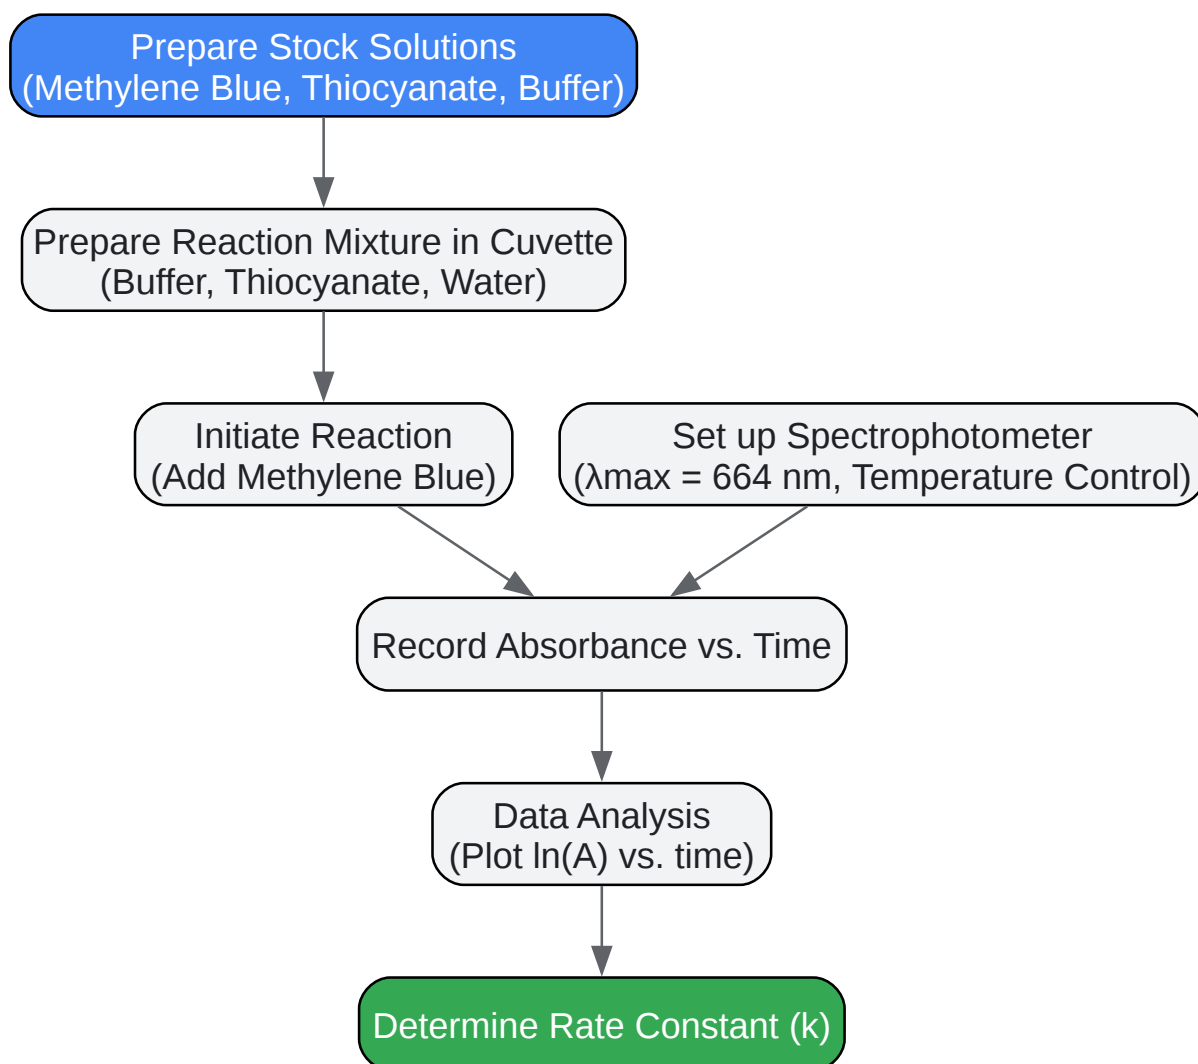 Prepare Stock Solutions
(Methylene Blue, Thiocyanate, Buffer)
Prepare Reaction Mixture in Cuvette
(Buffer, Thiocyanate, Water)
Initiate Reaction
(Add Methylene Blue)
Set up Spectrophotometer
(λmax = 664 nm, Temperature Control)
Record Absorbance vs. Time
Data Analysis
(Plot ln(A) vs. time)
Determine Rate Constant (k)